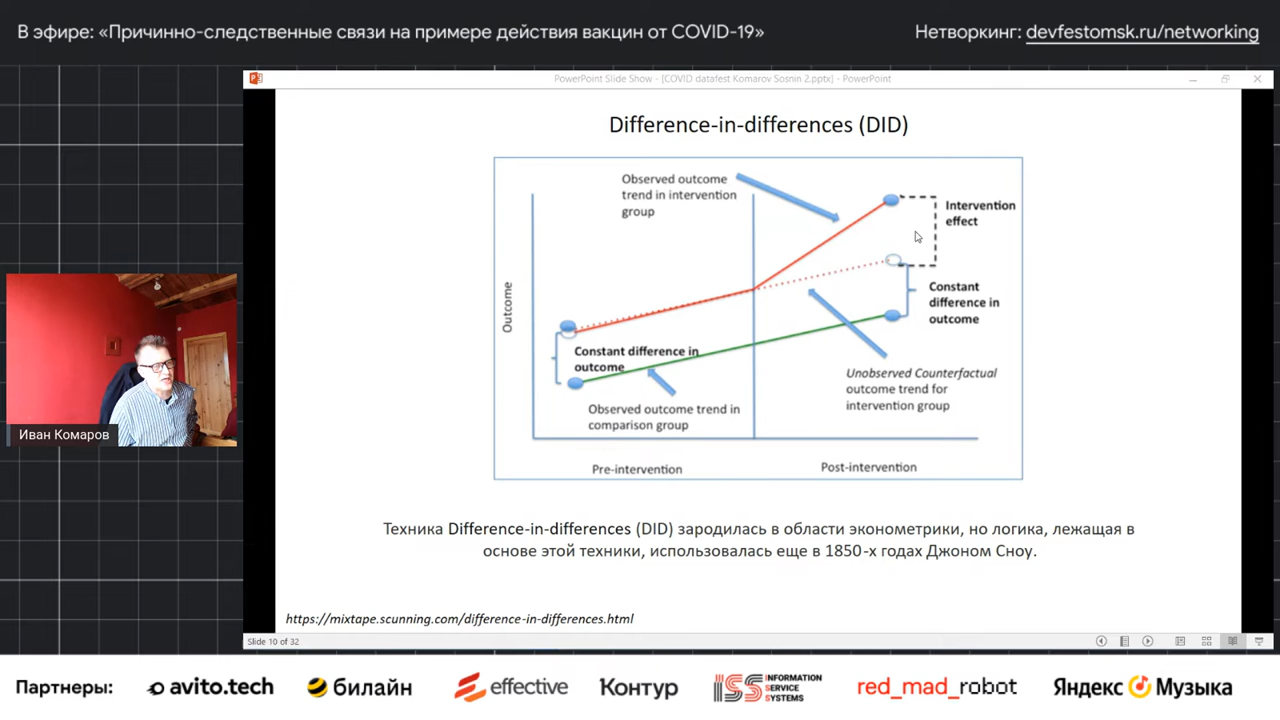 В эфире: «Причинно-следственные связи на примере действия вакцин от COVID-19»
Нетворкинг: devfestomsk.ru/networking
PowerPoint Slide Show - [COVID datafest Komarov Sosnin 2.pptx] - PowerPoint
Difference-in-differences (DID)
Observed outcome
trend in intervention
group
Intervention
effect
Outcome
Constant
difference in
outcome
Constant difference in
outcome
Unobserved Counterfactual
outcome trend for
intervention group
Observed outcome trend in
comparison group
Pre-intervention
Post-intervention
Иван Комаров
Техника Difference-in-differences (DID) зародилась в области эконометрики, но логика, лежащая в
основе этой техники, использовалась еще в 1850-х годах Джоном Сноу.
https://mixtape.scunning.com/difference-in-differences.html
Slide 10 of 32
Партнеры:
avito.tech
билайн
effective
Контур
ISS INFORMATION
SERVICE
SYSTEMS
red_mad_robot
Яндекс Музыка